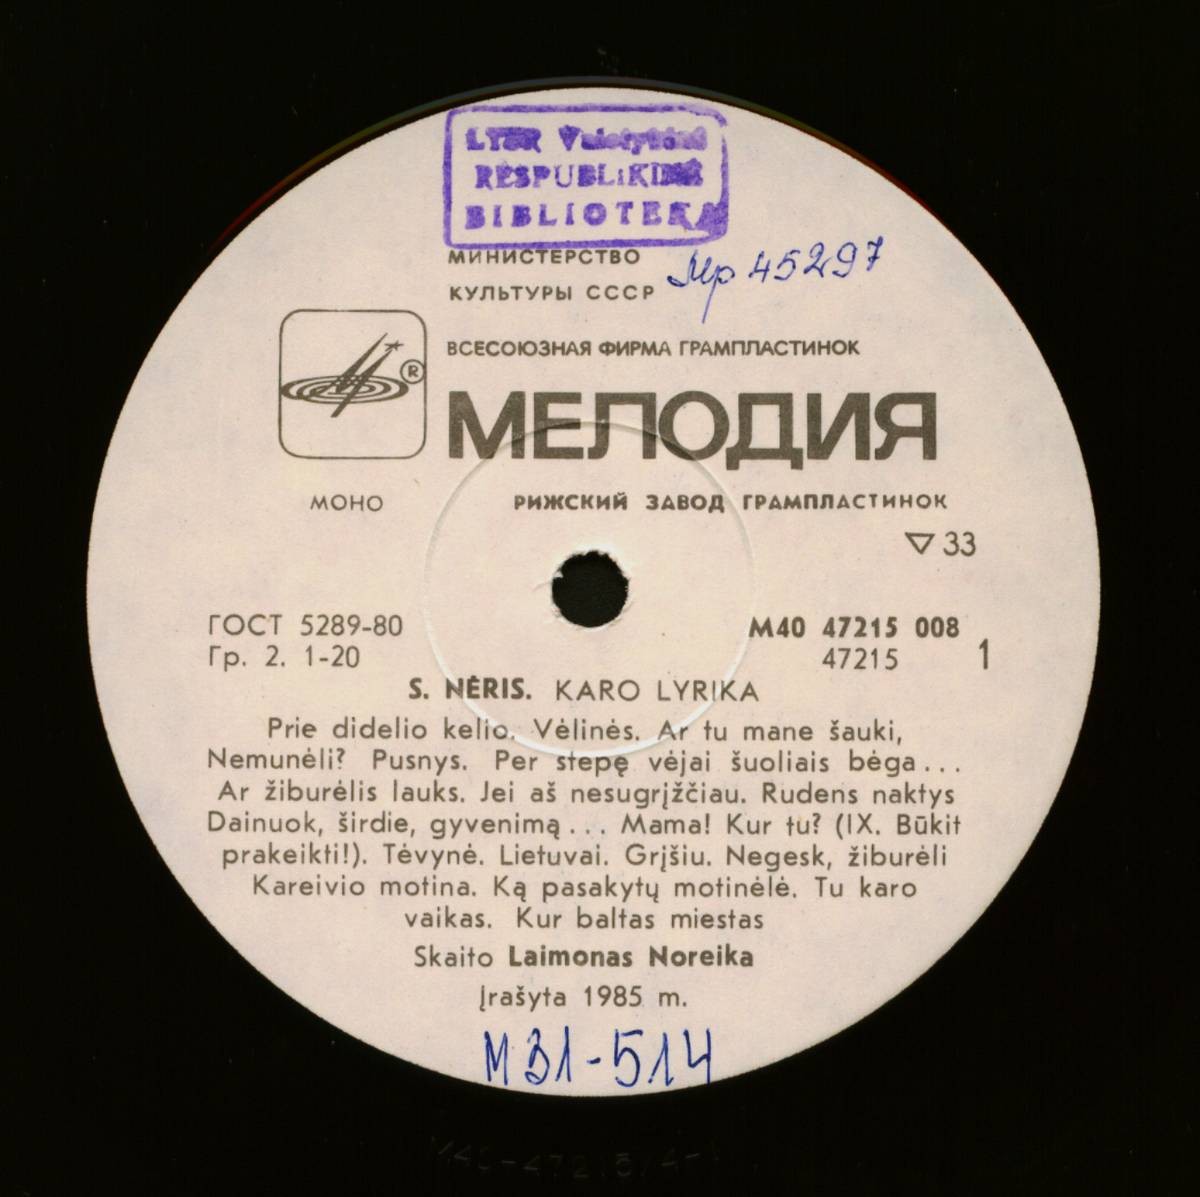 LTSR
RESPUBLIKINĖ
BIBLIOTEKA
МИНИСТЕРСТВО
КУЛЬТУРЫ СССР
Мр 45297
ВСЕСОЮЗНАЯ ФИРМА ГРАМПЛАСТИНОК
®
МЕЛОДИЯ
МОНО
РИЖСКИЙ ЗАВОД ГРАМПЛАСТИНОК
▽ 33
ГОСТ 5289-80
М40 47215 008
Гр. 2. 1-20
47215
1
S. NĖRIS. KARO LYRIKA
Prie didelio kelio. Vėlinės. Ar tu mane šauki,
Nemunėli? Pusnys. Per stepę vėjai šuoliais bėga...
Ar žiburėlis lauks. Jei aš nesugrįžčiau. Rudens naktys
Dainuok, širdie, gyvenimą... Mama! Kur tu? (IX. Būkit
prakeikti!). Tėvynė. Lietuvai. Grįšiu. Negesk, žiburėli
Kareivio motina. Ką pasakytų motinėlė. Tu karo
vaikas. Kur baltas miestas
Skaito Laimonas Noreika
Įrašyta 1985 m.
М31-514